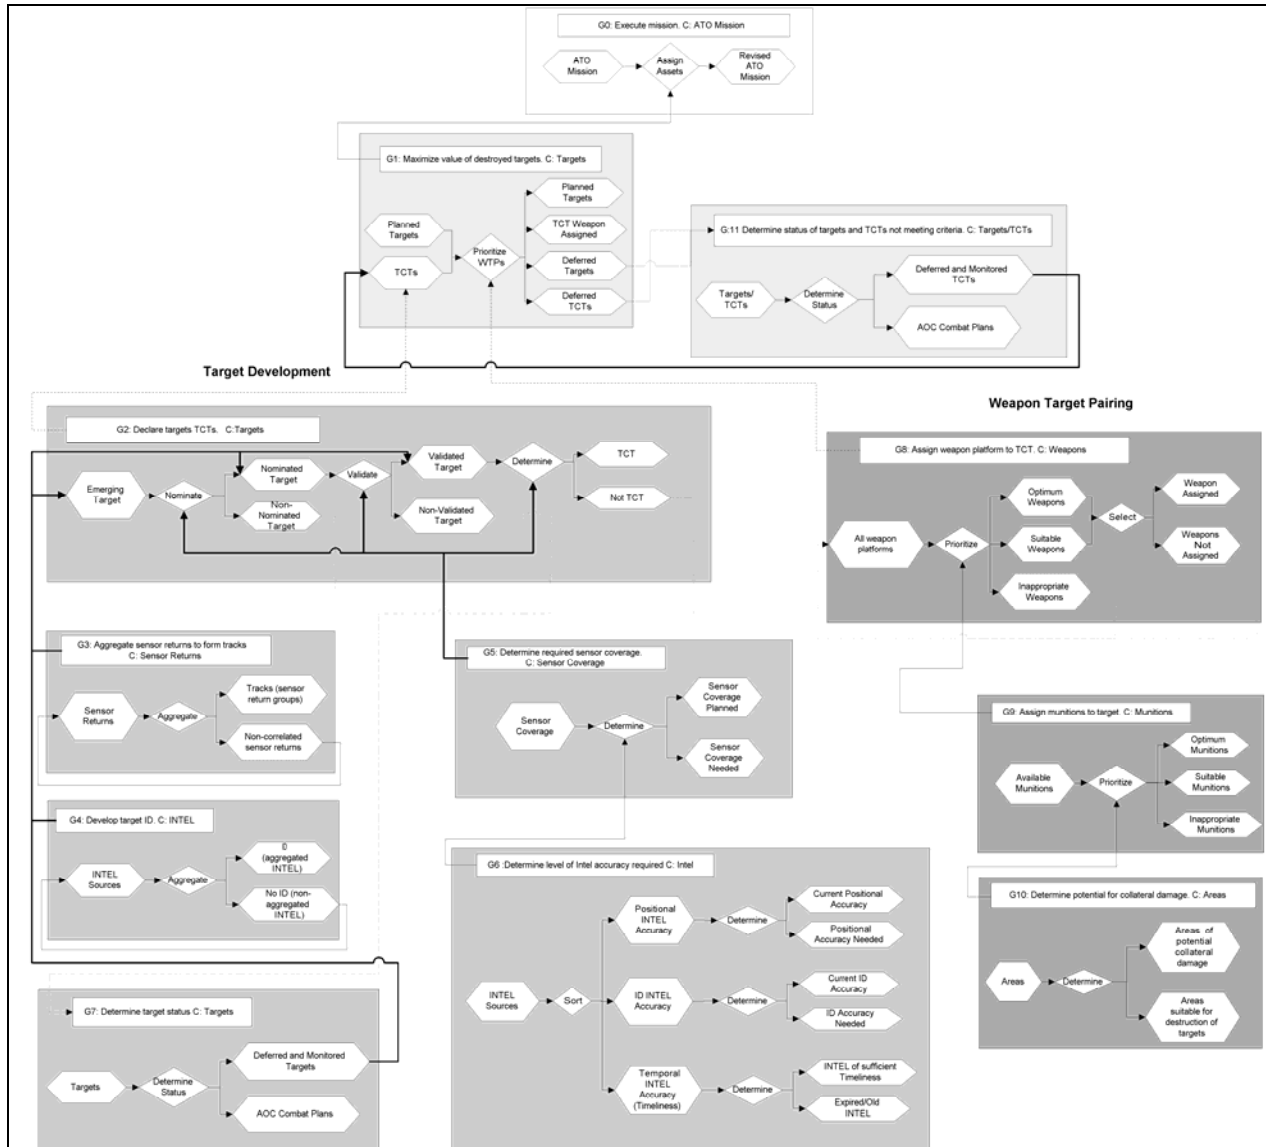 G0: Execute mission. C: ATO Mission
ATO
Mission
Assign
Assets
Revised
ATO
Mission
G1: Maximize value of destroyed targets. C: Targets
Planned
Targets
TCTs
Prioritize
WTPs
Planned
Targets
TCT Weapon
Assigned
Deferred
Targets
Deferred
TCTs
G:11 Determine status of targets and TCTs not meeting criteria. C: Targets/TCTs
Targets/
TCTs
Determine
Status
Deferred and Monitored
TCTs
AOC Combat Plans
Target Development
Weapon Target Pairing
G2: Declare targets TCTs. C:Targets
Emerging
Target
Nominate
Nominated
Target
Non-
Nominated
Target
Validate
Validated
Target
Non-Validated
Target
Determine
TCT
Not TCT
G8: Assign weapon platform to TCT. C: Weapons
All weapon
platforms
Prioritize
Optimum
Weapons
Suitable
Weapons
Inappropriate
Weapons
Select
Weapon
Assigned
Weapons
Not
Assigned
G3: Aggregate sensor returns to form tracks
C: Sensor Returns
Sensor
Returns
Aggregate
Tracks (sensor
return groups)
Non-correlated
sensor returns
G5: Determine required sensor coverage.
C: Sensor Coverage
Sensor
Coverage
Determine
Sensor
Coverage
Planned
Sensor
Coverage
Needed
G9: Assign munitions to target. C: Munitions
Available
Munitions
Prioritize
Optimum
Munitions
Suitable
Munitions
Inappropriate
Munitions
G4: Develop target ID. C: INTEL
INTEL
Sources
Aggregate
(aggregated
INTEL)
No ID (non-
aggregated
INTEL)
G6 :Determine level of Intel accuracy required C: Intel
INTEL
Sources
Sort
Positional
INTEL
Accuracy
Determine
Current Positional
Accuracy
Positional
Accuracy Needed
ID INTEL
Accuracy
Determine
Current ID
Accuracy
ID Accuracy
Needed
Temporal
INTEL
Accuracy
(Timeliness)
Determine
INTEL of sufficient
Timeliness
Expired/Old
INTEL
G10: Determine potential for collateral damage. C: Areas
Areas
Determine
Areas of
potential
collateral
damage
Areas
suitable for
destruction of
targets
G7: Determine target status C: Targets
Targets
Determine
Status
Deferred and Monitored
Targets
AOC Combat Plans